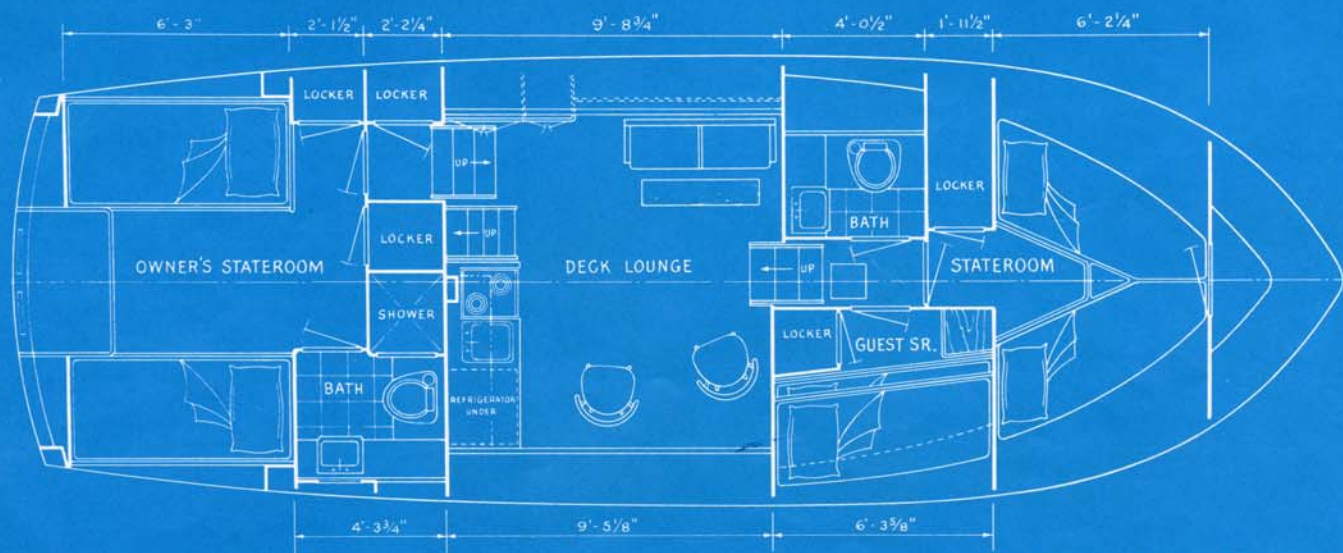 6'-3"
2'-1½"
2'-2¼"
9'-8¾"
4'-0½"
1'-11½"
6'-2¼"
LOCKER
LOCKER
UP
LOCKER
UP
OWNER'S STATEROOM
SHOWER
BATH
REFRIGERATOR
UNDER
DECK LOUNGE
BATH
LOCKER
UP
STATEROOM
LOCKER
GUEST SR.
4'-3¾"
9'-5⅛"
6'-3⅝"